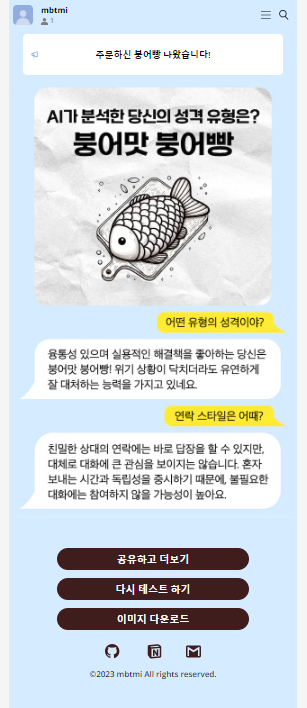 mbtmi
1
주문하신 붕어빵 나왔습니다!
AI가 분석한 당신의 성격 유형은?
붕어맛 붕어빵
어떤 유형의 성격이야?
융통성 있으며 실용적인 해결책을 좋아하는 당신은
붕어맛 붕어빵! 위기 상황이 닥치더라도 유연하게
잘 대처하는 능력을 가지고 있네요.
연락 스타일은 어때?
친밀한 상대의 연락에는 바로 답장을 할 수 있지만,
대체로 대화에 큰 관심을 보이지는 않습니다. 혼자
보내는 시간과 독립성을 중시하기 때문에, 불필요한
대화에는 참여하지 않을 가능성이 높아요.
공유하고 더보기
다시 테스트 하기
이미지 다운로드
©2023 mbtmi All rights reserved.